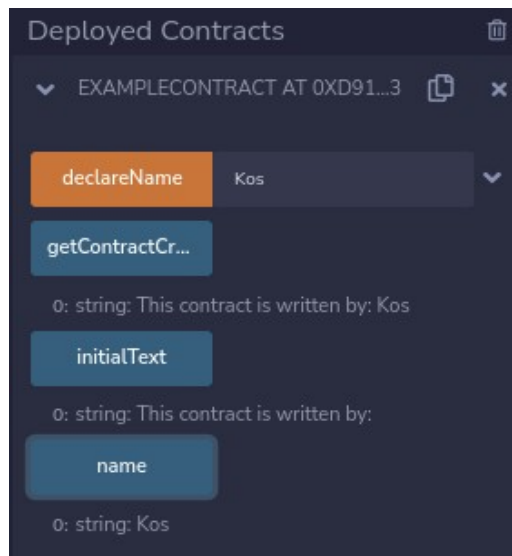 Deployed Contracts
EXAMPLECONTRACT AT 0XD91...3
declareName Kos
getContractCr...
0: string: This contract is written by: Kos
initialText
0: string: This contract is written by:
name
0: string: Kos